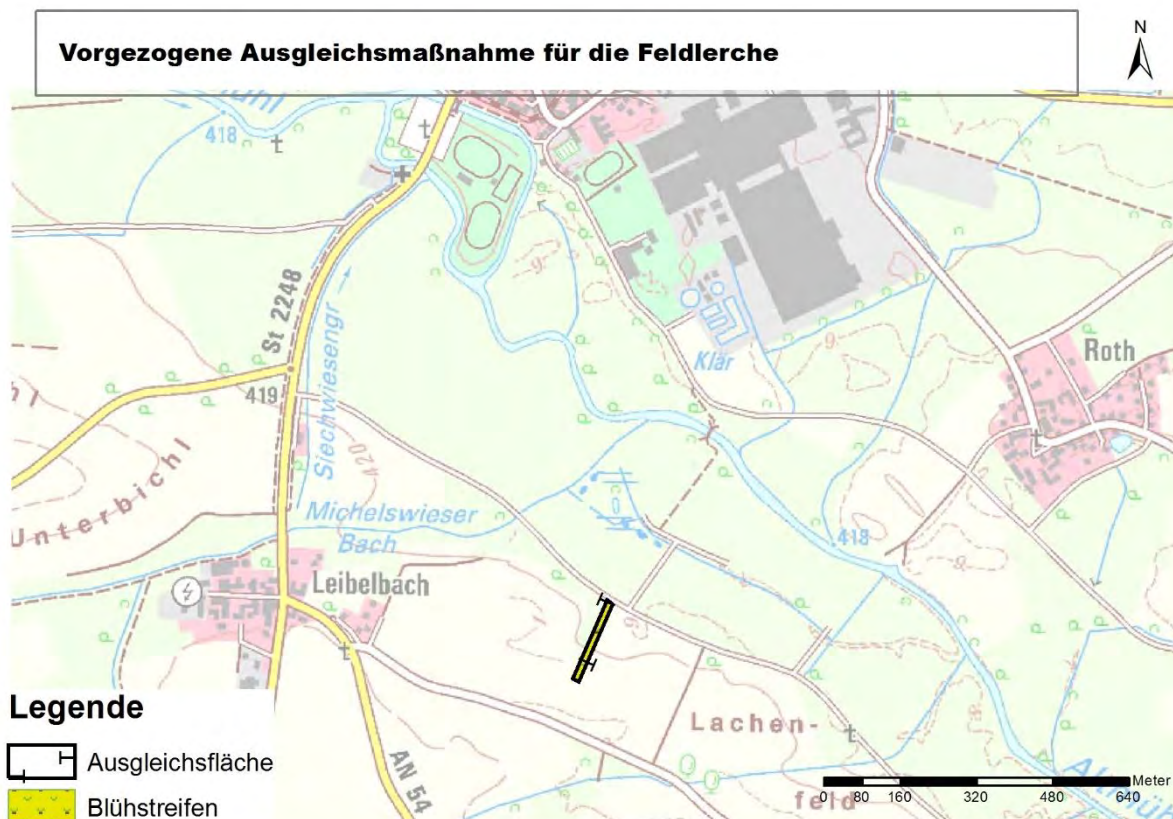 Vorgezogene Ausgleichsmaßnahme für die Feldlerche
N
418
St 2248
419
Siechwiesengr
420
Klär
Roth
Unterbichl
Michelswieser
Bach
Leibelbach
418
Lachen-
feld
AN 54
Legende
Ausgleichsfläche
Blühstreifen
Meter
0 80 160 320 480 640